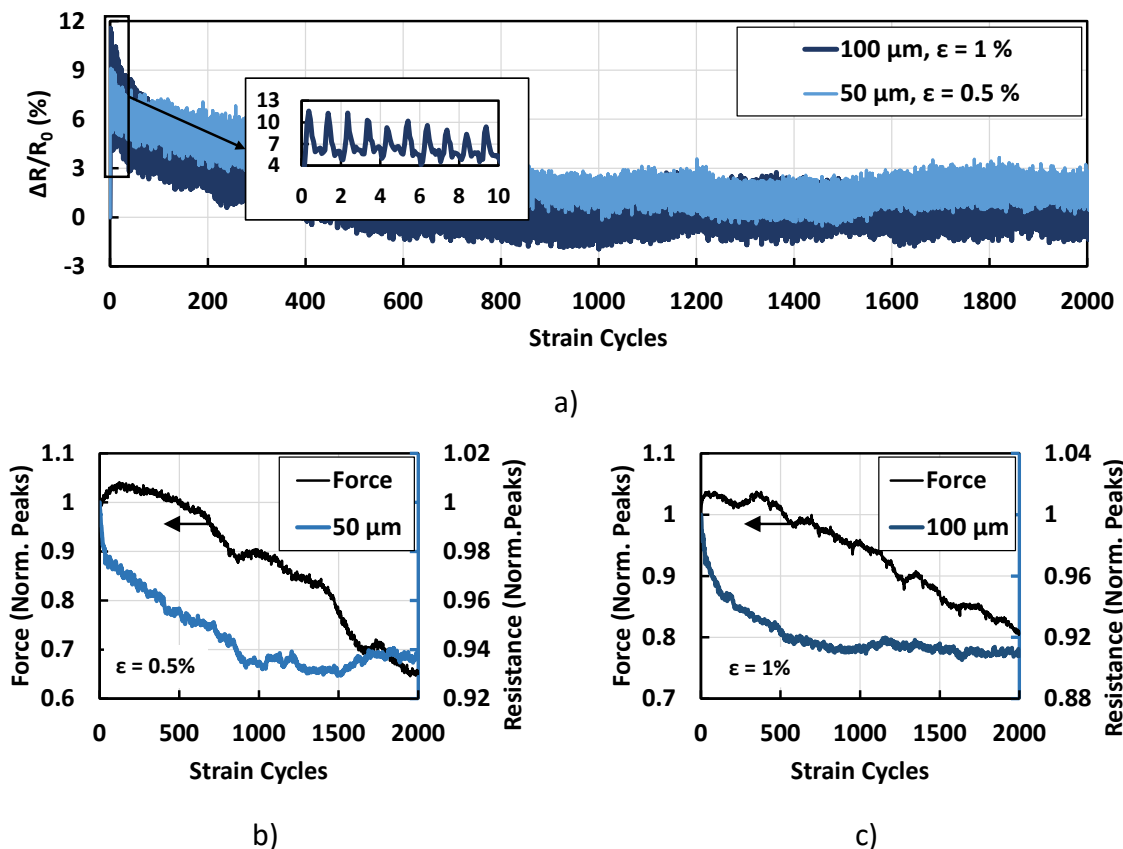 12
9
6
3
0
-3
ΔR/R0 (%)
100 μm, ε = 1 %
50 μm, ε = 0.5 %
13
10
7
4
0 2 4 6 8 10
0 200 400 600 800 1000 1200 1400 1600 1800 2000
Strain Cycles
a)
1.1
1
0.9
0.8
0.7
0.6
Force (Norm. Peaks)
Force
50 μm
ε = 0.5%
1.02
1
0.98
0.96
0.94
0.92
Resistance (Norm.Peaks)
0 500 1000 1500 2000
Strain Cycles
b)
1.1
1
0.9
0.8
0.7
Force (Norm. Peaks)
Force
100 μm
ε = 1%
1.04
1
0.96
0.92
0.88
Resistance (Norm. Peaks)
0 500 1000 1500 2000
Strain Cycles
c)